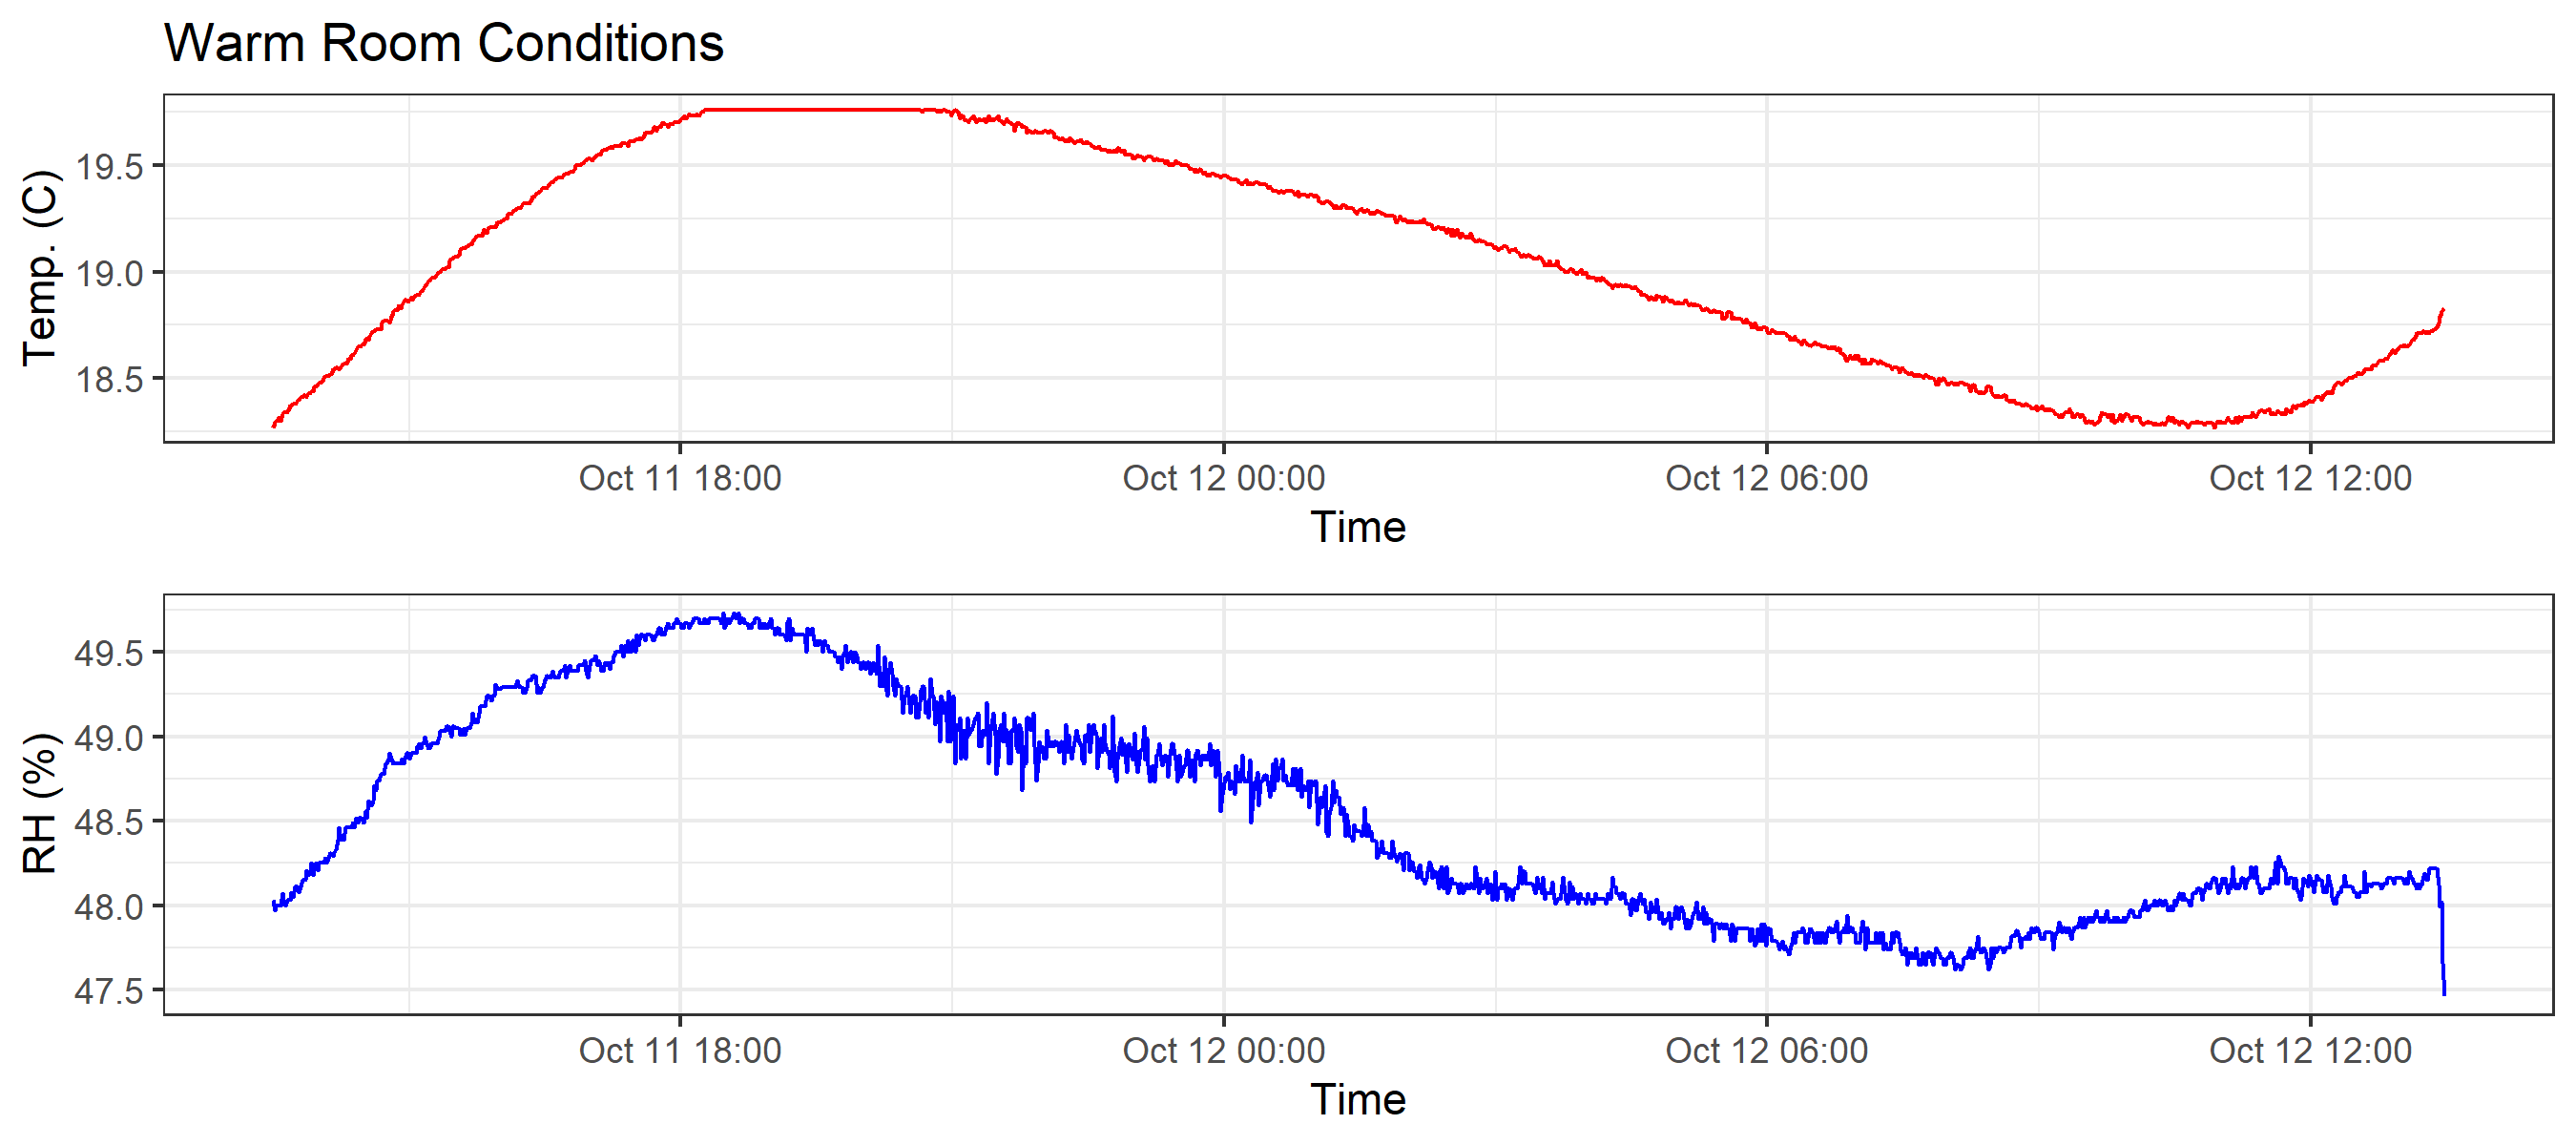 Warm Room Conditions
Temp. (C)
19.5
19.0
18.5
Oct 11 18:00 Oct 12 00:00 Oct 12 06:00 Oct 12 12:00
Time
RH (%)
49.5
49.0
48.5
48.0
47.5
Oct 11 18:00 Oct 12 00:00 Oct 12 06:00 Oct 12 12:00
Time